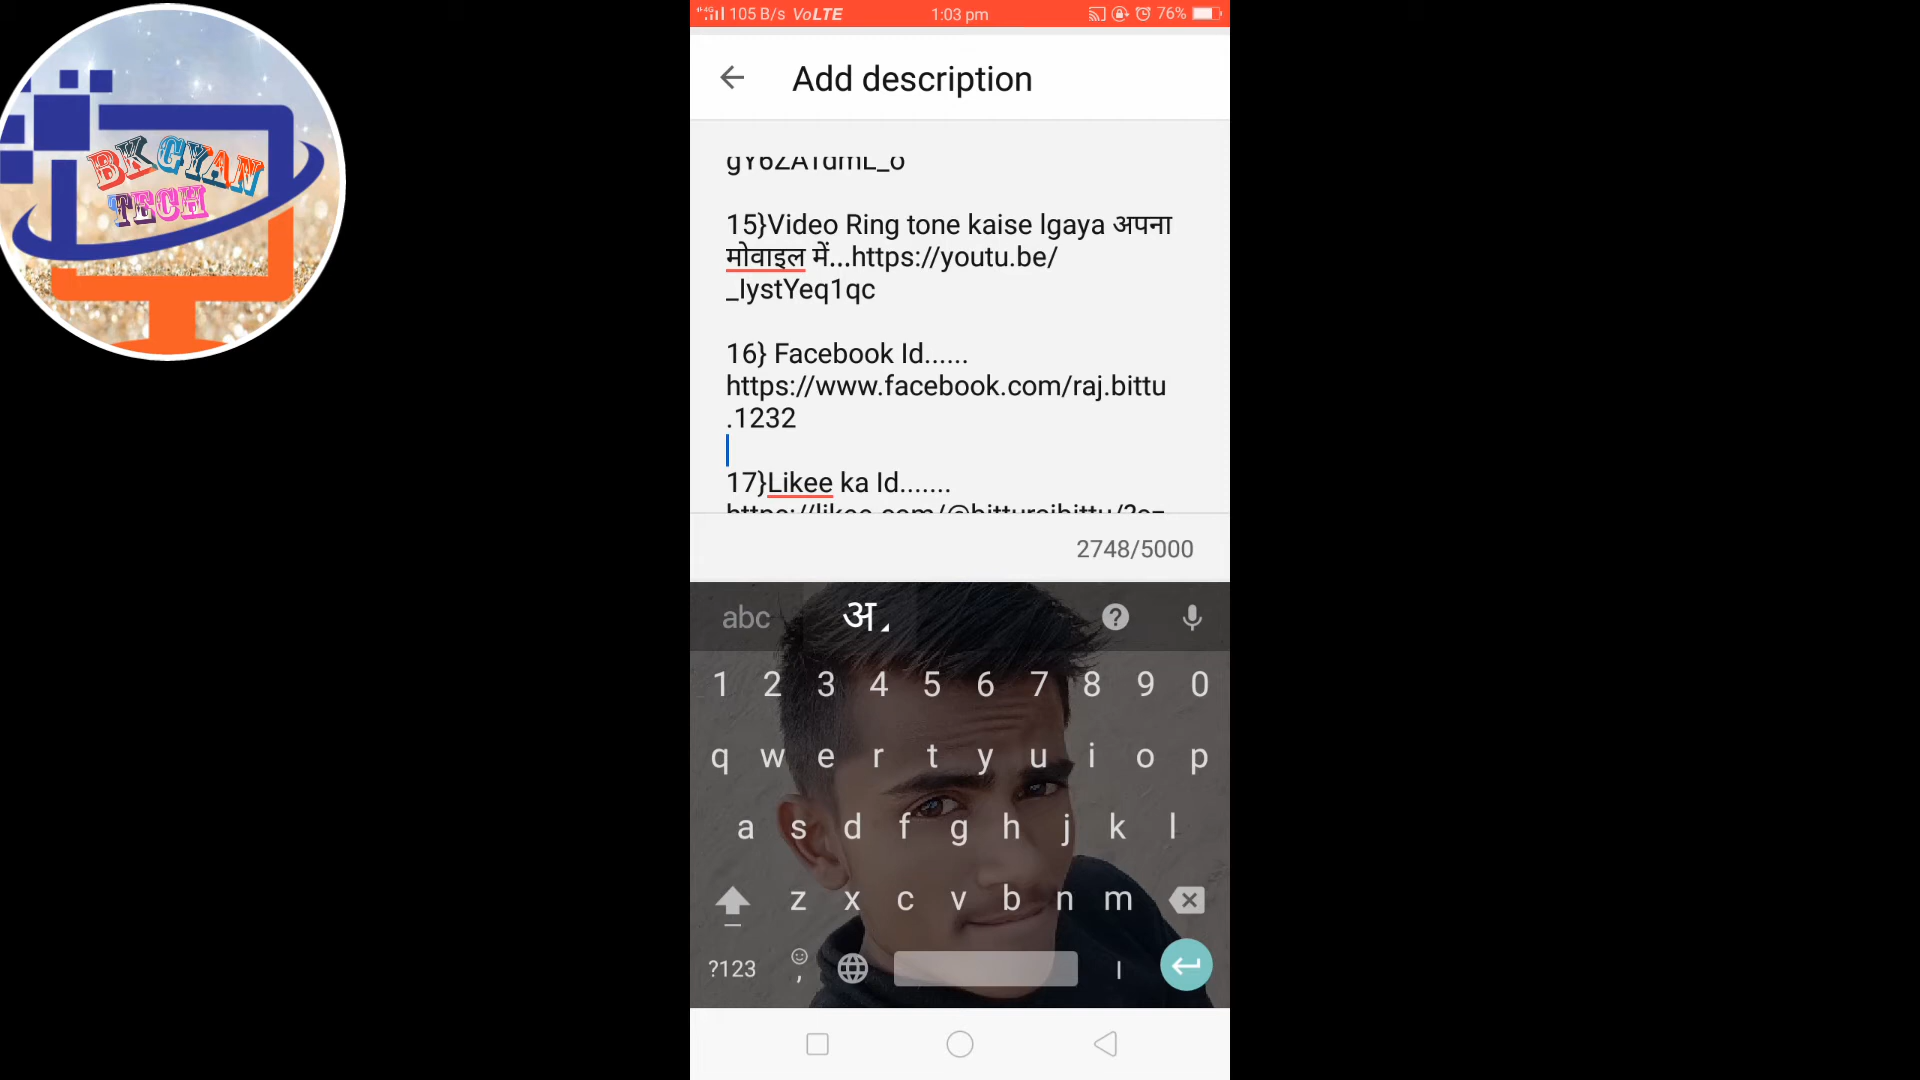 4G 105 B/s VoLTE 1:03 pm 76%
BK GYAN
TECH
Add description
15}Video Ring tone kaise lgaya अपना
मोवाइल में...https://youtu.be/
_lystYeq1qc
16} Facebook Id......
https://www.facebook.com/raj.bittu
.1232
17}Likee ka Id.......
2748/5000
abc अ
1 2 3 4 5 6 7 8 9 0
q w e r t y u i o p
a s d f g h j k l
z x c v b n m
?123 , ।